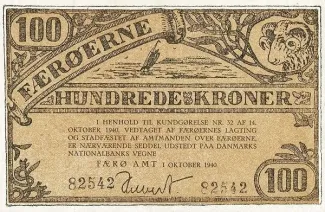 100
FÆRØERNE
HUNDREDE KRONER
I HENHOLD TIL KUNDGØRELSE NR. 32 AF 14.
OKTOBER 1940, VEDTAGET AF FÆRØERNES LAGTING
OG STADFÆSTET AF AMTMANDEN OVER FÆRØERNE,
ER NÆRVÆRENDE SEDDEL UDSTEDT PAA DANMARKS
NATIONALBANKS VEGNE
FÆRØ AMT 1 OKTOBER 1940
82542 82542
100